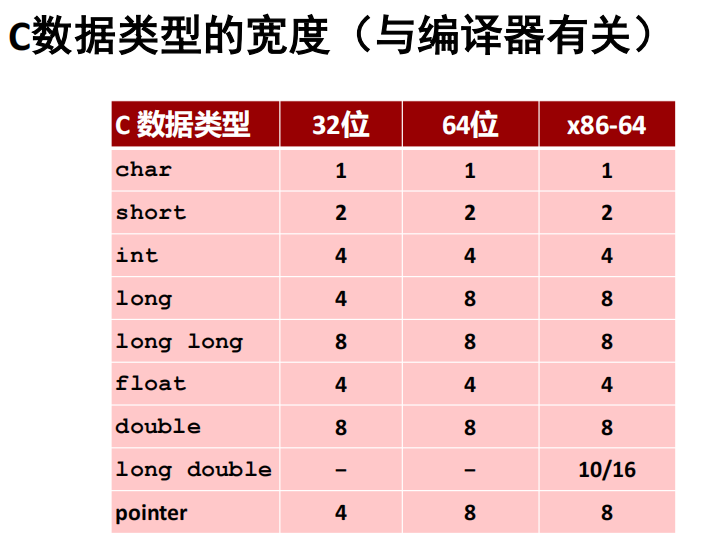 C数据类型的宽度（与编译器有关）
C 数据类型 32位 64位 x86-64
char 1 1 1
short 2 2 2
int 4 4 4
long 4 8 8
long long 8 8 8
float 4 4 4
double 8 8 8
long double – – 10/16
pointer 4 8 8